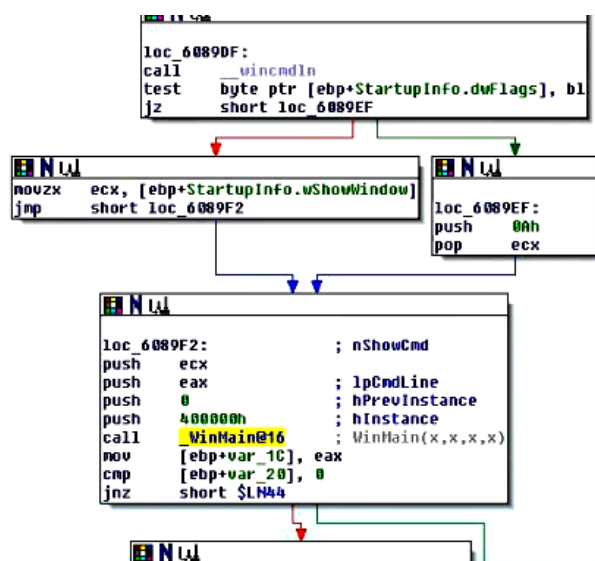 loc_6089DF:
call __wincmdln
test byte ptr [ebp+StartupInfo.dwFlags], bl
jz short loc_6089EF
movzx ecx, [ebp+StartupInfo.wShowWindow]
jmp short loc_6089F2
loc_6089EF:
push 0Ah
pop ecx
loc_6089F2: ; nShowCmd
push ecx
push eax ; lpCmdLine
push 0 ; hPrevInstance
push 400000h ; hInstance
call _WinMain@16 ; WinMain(x,x,x,x)
mov [ebp+var_1C], eax
cmp [ebp+var_20], 0
jnz short $LN44